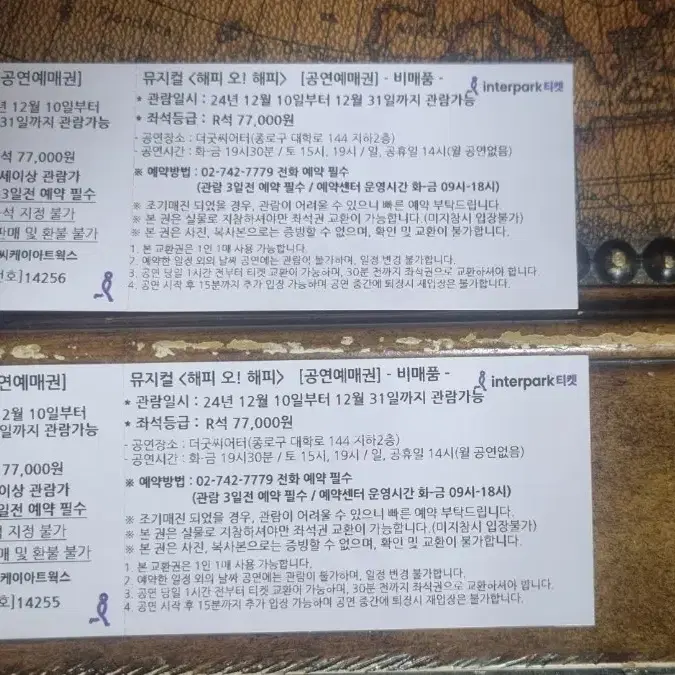 공연예매권]
뮤지컬 <해피 오! 해피> [공연예매권] - 비매품 -
interpark 티켓
년 12월 10일부터
31일까지 관람가능
* 관람일시 : 24년 12월 10일부터 12월 31일까지 관람가능
* 좌석등급 : R석 77,000원
- 공연장소 : 더굿씨어터(종로구 대학로 144 지하2층)
- 공연시간 : 화-금 19시30분 / 토 15시, 19시 / 일, 공휴일 14시(월 공연없음)
석 77,000원
세이상 관람가
3일전 예약 필수
석 지정 불가
판매 및 환불 불가
씨케이아트웍스
호]14256
※ 예약방법 : 02-742-7779 전화 예약 필수
(관람 3일전 예약 필수 / 예약센터 운영시간 화-금 09시-18시)
※ 조기매진 되었을 경우, 관람이 어려울 수 있으니 빠른 예약 부탁드립니다.
※ 본 권은 실물로 지참하셔야만 좌석권 교환이 가능합니다.(미지참시 입장불가)
※ 본 권은 사진, 복사본으로는 증빙할 수 없으며, 확인 및 교환이 불가합니다.
1. 본 교환권은 1인 1매 사용 가능합니다.
2. 예약한 일정 외의 날짜 공연에는 관람이 불가하며, 일정 변경 불가합니다.
3. 공연 당일 1시간 전부터 티켓 교환이 가능하며, 30분 전까지 좌석권으로 교환하셔야 합니다.
4. 공연 시작 후 15분까지 추가 입장 가능하며 공연 중간에 퇴장시 재입장은 불가합니다.
연예매권]
뮤지컬 <해피 오! 해피> [공연예매권] - 비매품 -
interpark 티켓
12월 10일부터
일까지 관람가능
* 관람일시 : 24년 12월 10일부터 12월 31일까지 관람가능
* 좌석등급 : R석 77,000원
- 공연장소 : 더굿씨어터(종로구 대학로 144 지하2층)
- 공연시간 : 화-금 19시30분 / 토 15시, 19시 / 일, 공휴일 14시(월 공연없음)
77,000원
이상 관람가
일전 예약 필수
지정 불가
매 및 환불 불가
케이아트웍스
호]14255
※ 예약방법 : 02-742-7779 전화 예약 필수
(관람 3일전 예약 필수 / 예약센터 운영시간 화-금 09시-18시)
※ 조기매진 되었을 경우, 관람이 어려울 수 있으니 빠른 예약 부탁드립니다.
※ 본 권은 실물로 지참하셔야만 좌석권 교환이 가능합니다.(미지참시 입장불가)
※ 본 권은 사진, 복사본으로는 증빙할 수 없으며, 확인 및 교환이 불가합니다.
1. 본 교환권은 1인 1매 사용 가능합니다.
2. 예약한 일정 외의 날짜 공연에는 관람이 불가하며, 일정 변경 불가합니다.
3. 공연 당일 1시간 전부터 티켓 교환이 가능하며, 30분 전까지 좌석권으로 교환하셔야 합니다.
4. 공연 시작 후 15분까지 추가 입장 가능하며 공연 중간에 퇴장시 재입장은 불가합니다.